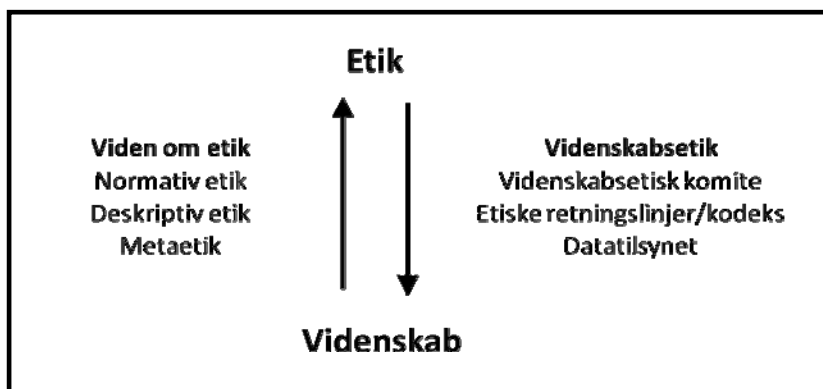 Etik
Viden om etik
Normativ etik
Deskriptiv etik
Metaetik
Videnskabsetik
Videnskabsetisk komite
Etiske retningslinjer/kodeks
Datatilsynet
Videnskab